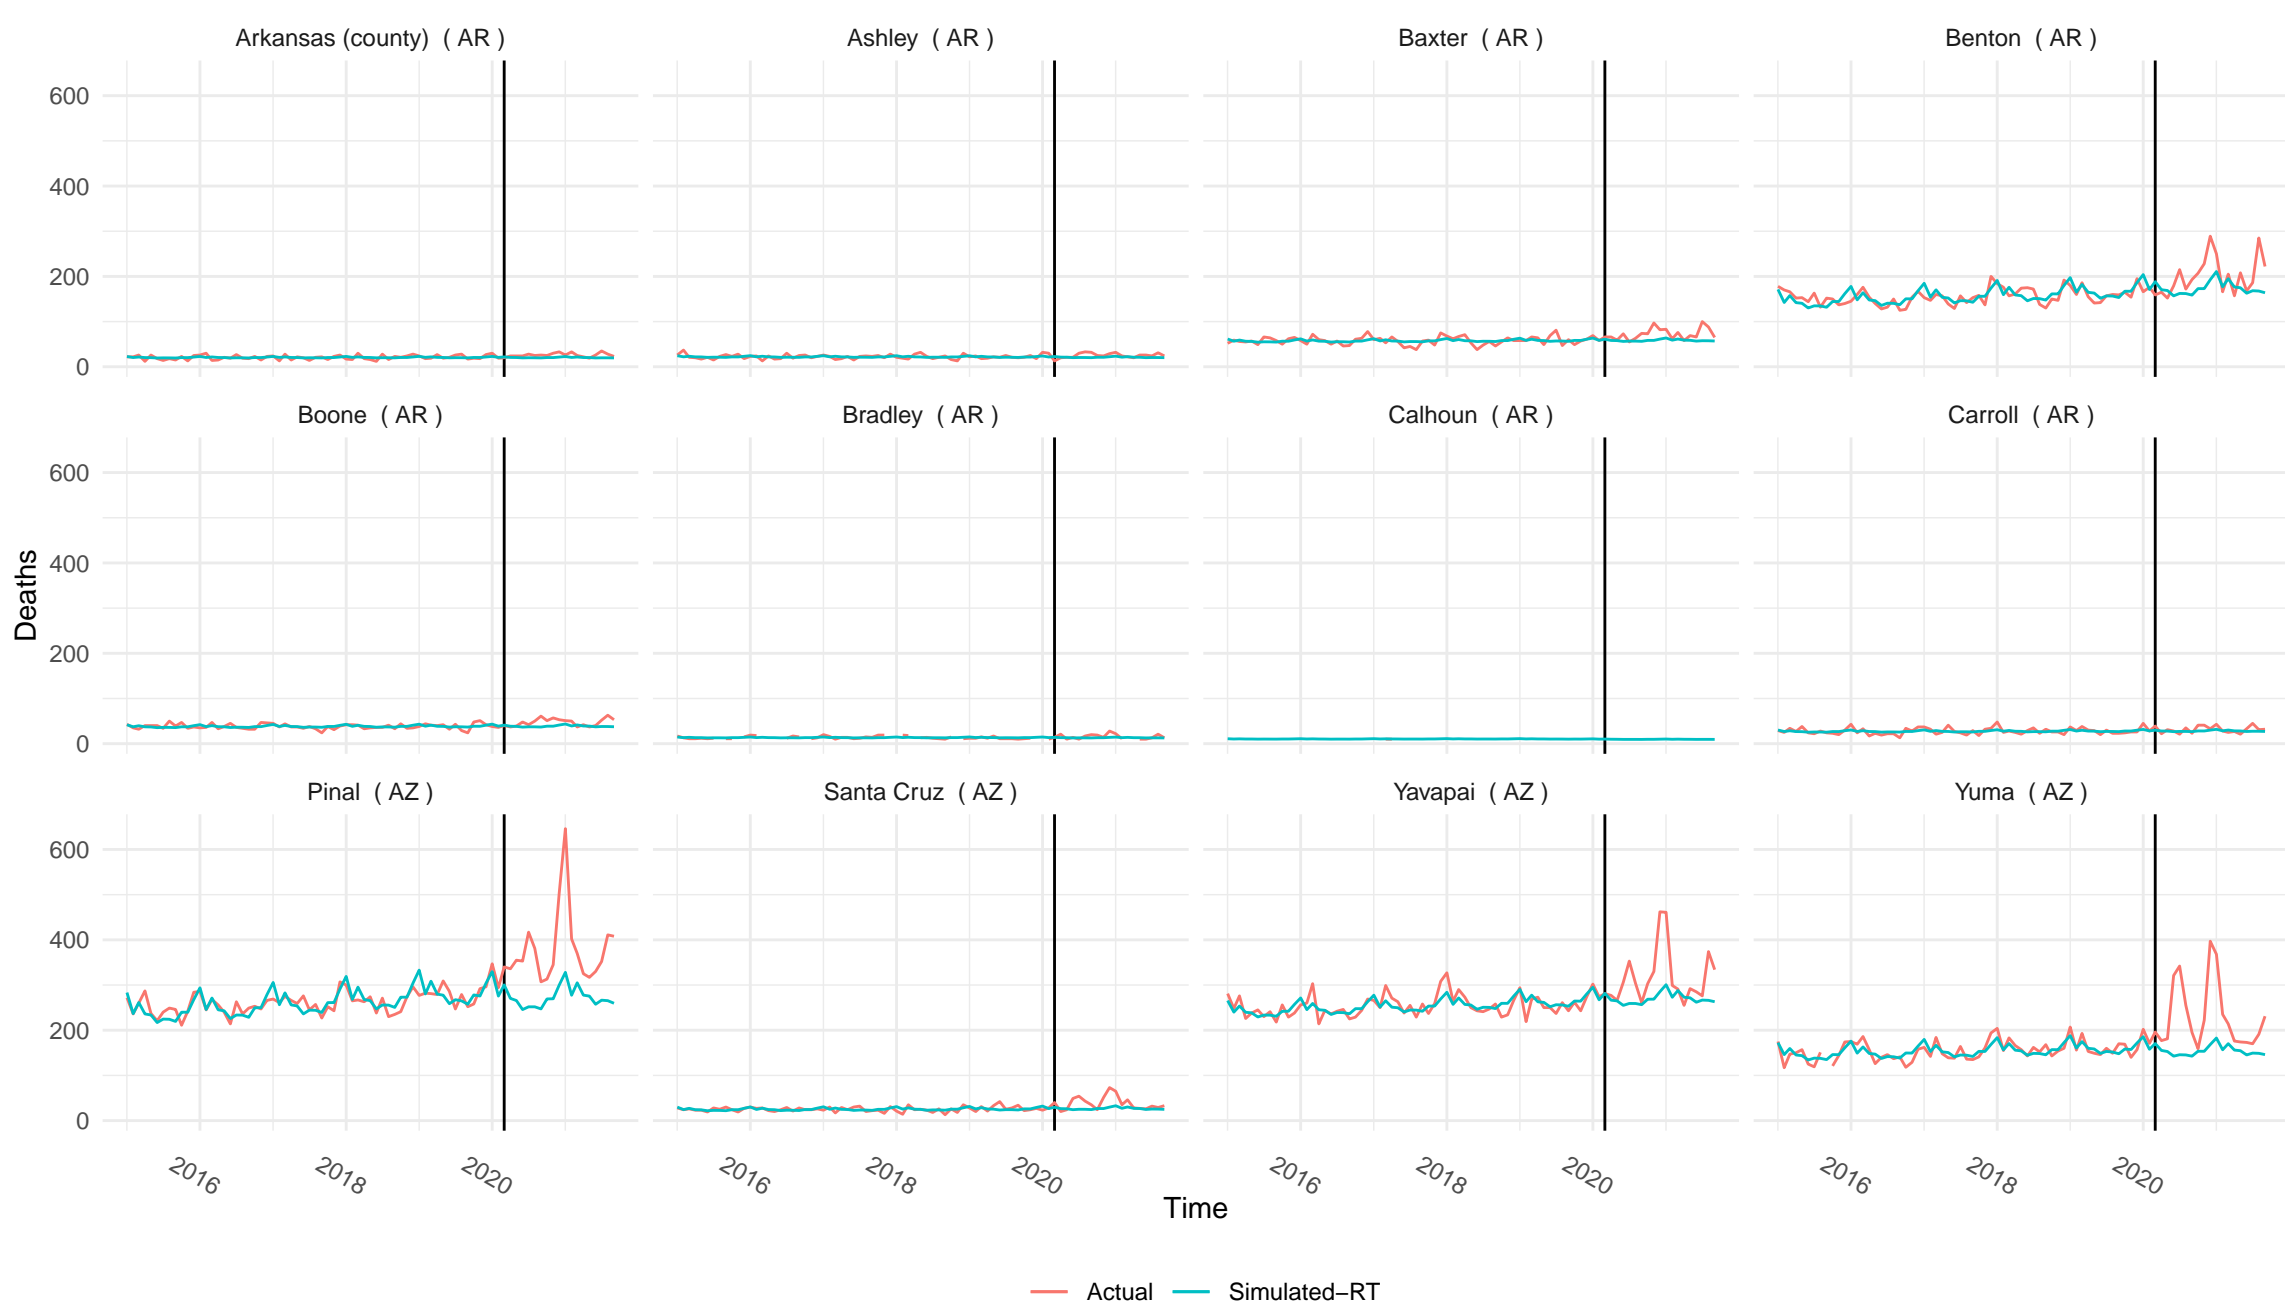 Arkansas (county)  ( AR )
Ashley  ( AR )
Baxter  ( AR )
Benton  ( AR )
600
400
200
0
Boone  ( AR )
Bradley  ( AR )
Calhoun  ( AR )
Carroll  ( AR )
600
400
200
0
Deaths
Pinal  ( AZ )
Santa Cruz  ( AZ )
Yavapai  ( AZ )
Yuma  ( AZ )
600
400
200
0
2016
2018
2020
2016
2018
2020
2016
2018
2020
2016
2018
2020
Time
Actual
Simulated−RT